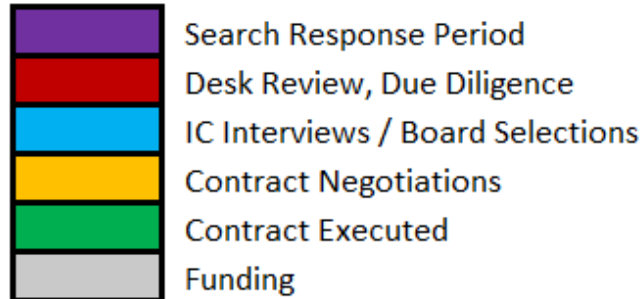 Search Response Period
Desk Review, Due Diligence
IC Interviews / Board Selections
Contract Negotiations
Contract Executed
Funding